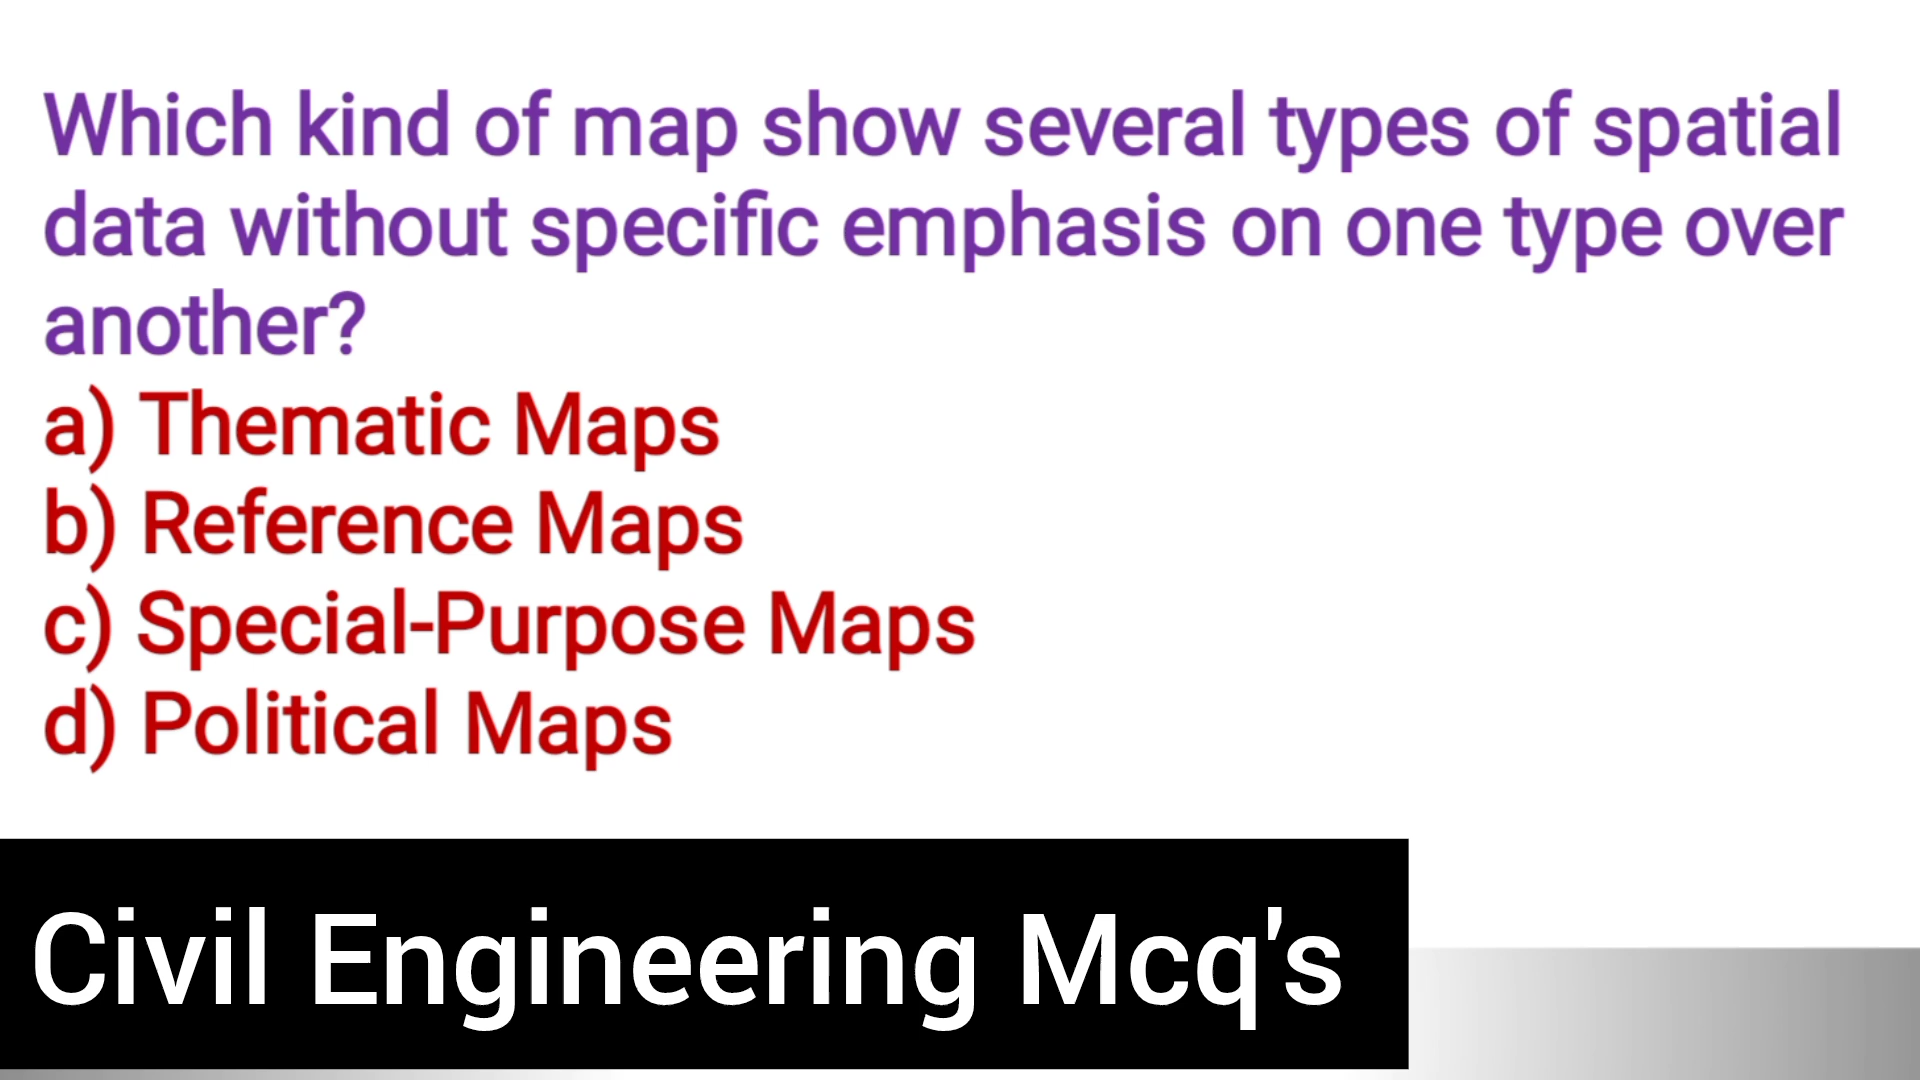 Which kind of map show several types of spatial
data without specific emphasis on one type over
another?
a) Thematic Maps
b) Reference Maps
c) Special-Purpose Maps
d) Political Maps
Civil Engineering Mcq's